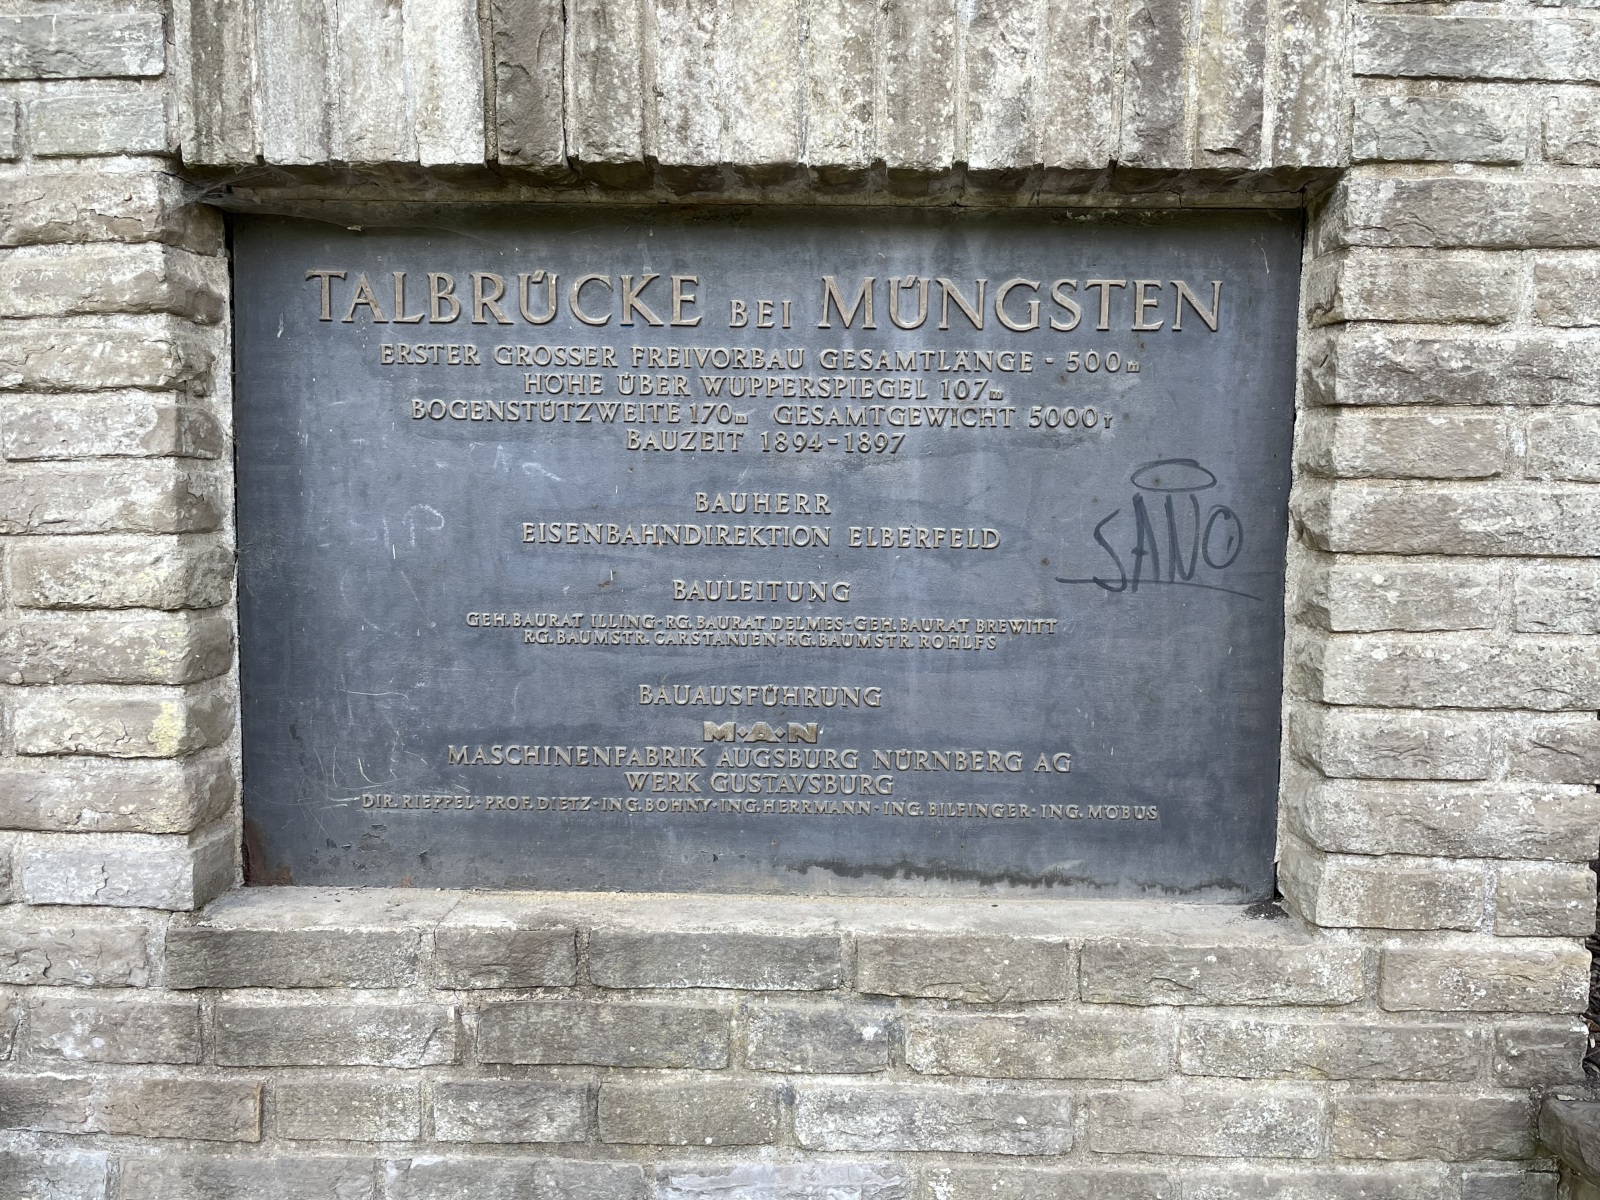 TALBRÜCKE BEI MÜNGSTEN
ERSTER GROSSER FREIVORBAU GESAMTLÄNGE - 500m
HÖHE ÜBER WUPPERSPIEGEL 107m
BOGENSTÜTZWEITE 170m GESAMTGEWICHT 5000T
BAUZEIT 1894-1897
BAUHERR
EISENBAHNDIREKTION ELBERFELD
BAULEITUNG
GEH. BAURAT ILLING·RG. BAURAT DELMES-GEH. BAURAT BREWITT
RG. BAUMSTR. CARSTANJEN·RG. BAUMSTR. ROHLFS
BAUAUSFÜHRUNG
M·A·N
MASCHINENFABRIK AUGSBURG NÜRNBERG AG
WERK GUSTAVSBURG
DIR. RIEPPEL·PROF. DIETZ·ING. BOHNY·ING. HERRMANN·ING. BILFINGER·ING. MÖBUS
SANO